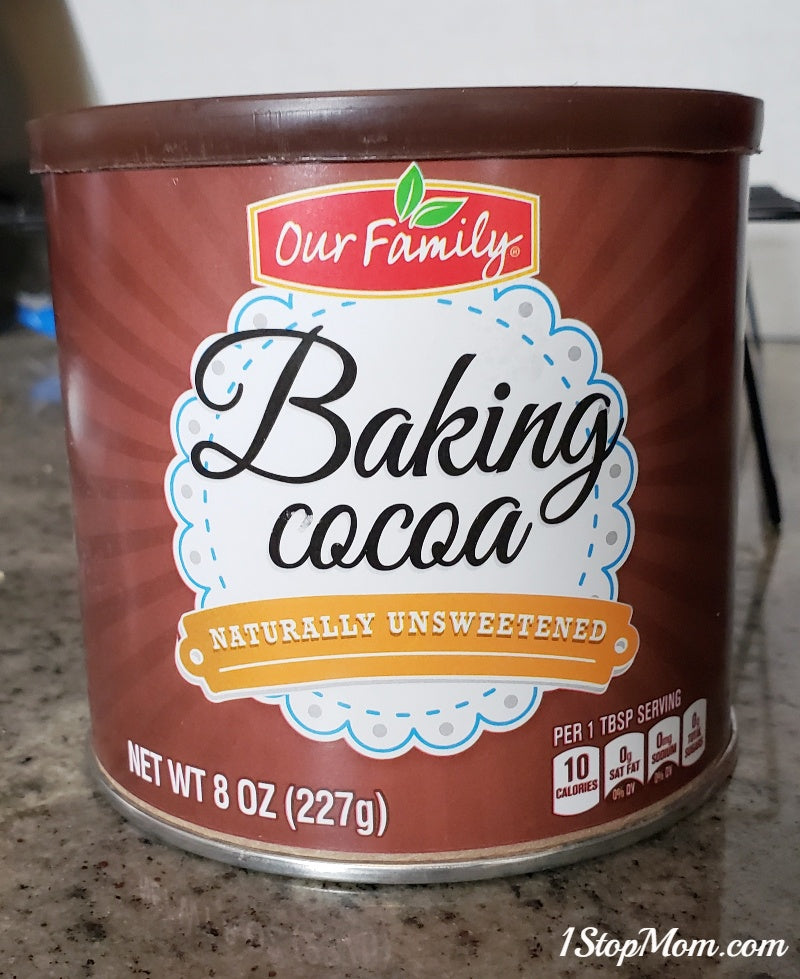 Our Family®
Baking
cocoa
NATURALLY UNSWEETENED
PER 1 TBSP SERVING
10 CALORIES
0g SAT FAT 0% DV
0mg SODIUM 0% DV
0g TOTAL SUGARS
NET WT 8 OZ (227g)
1StopMom.com